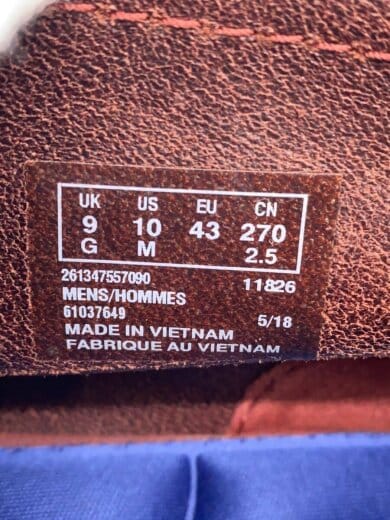 UK US EU CN
9 10 43 270
G M 2.5
261347557090 11826
MENS/HOMMES
61037649 5/18
MADE IN VIETNAM
FABRIQUE AU VIETNAM